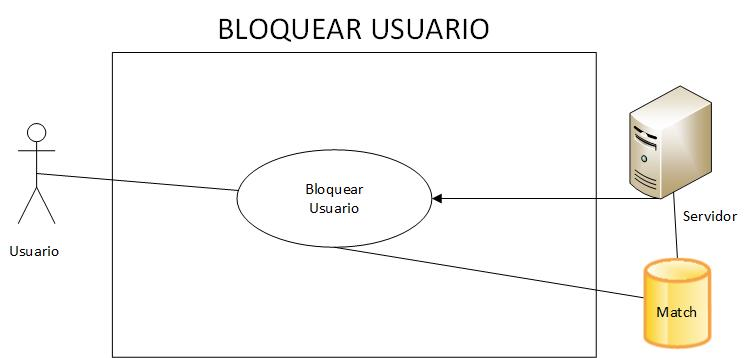 BLOQUEAR USUARIO
Bloquear
Usuario
Usuario
Servidor
Match